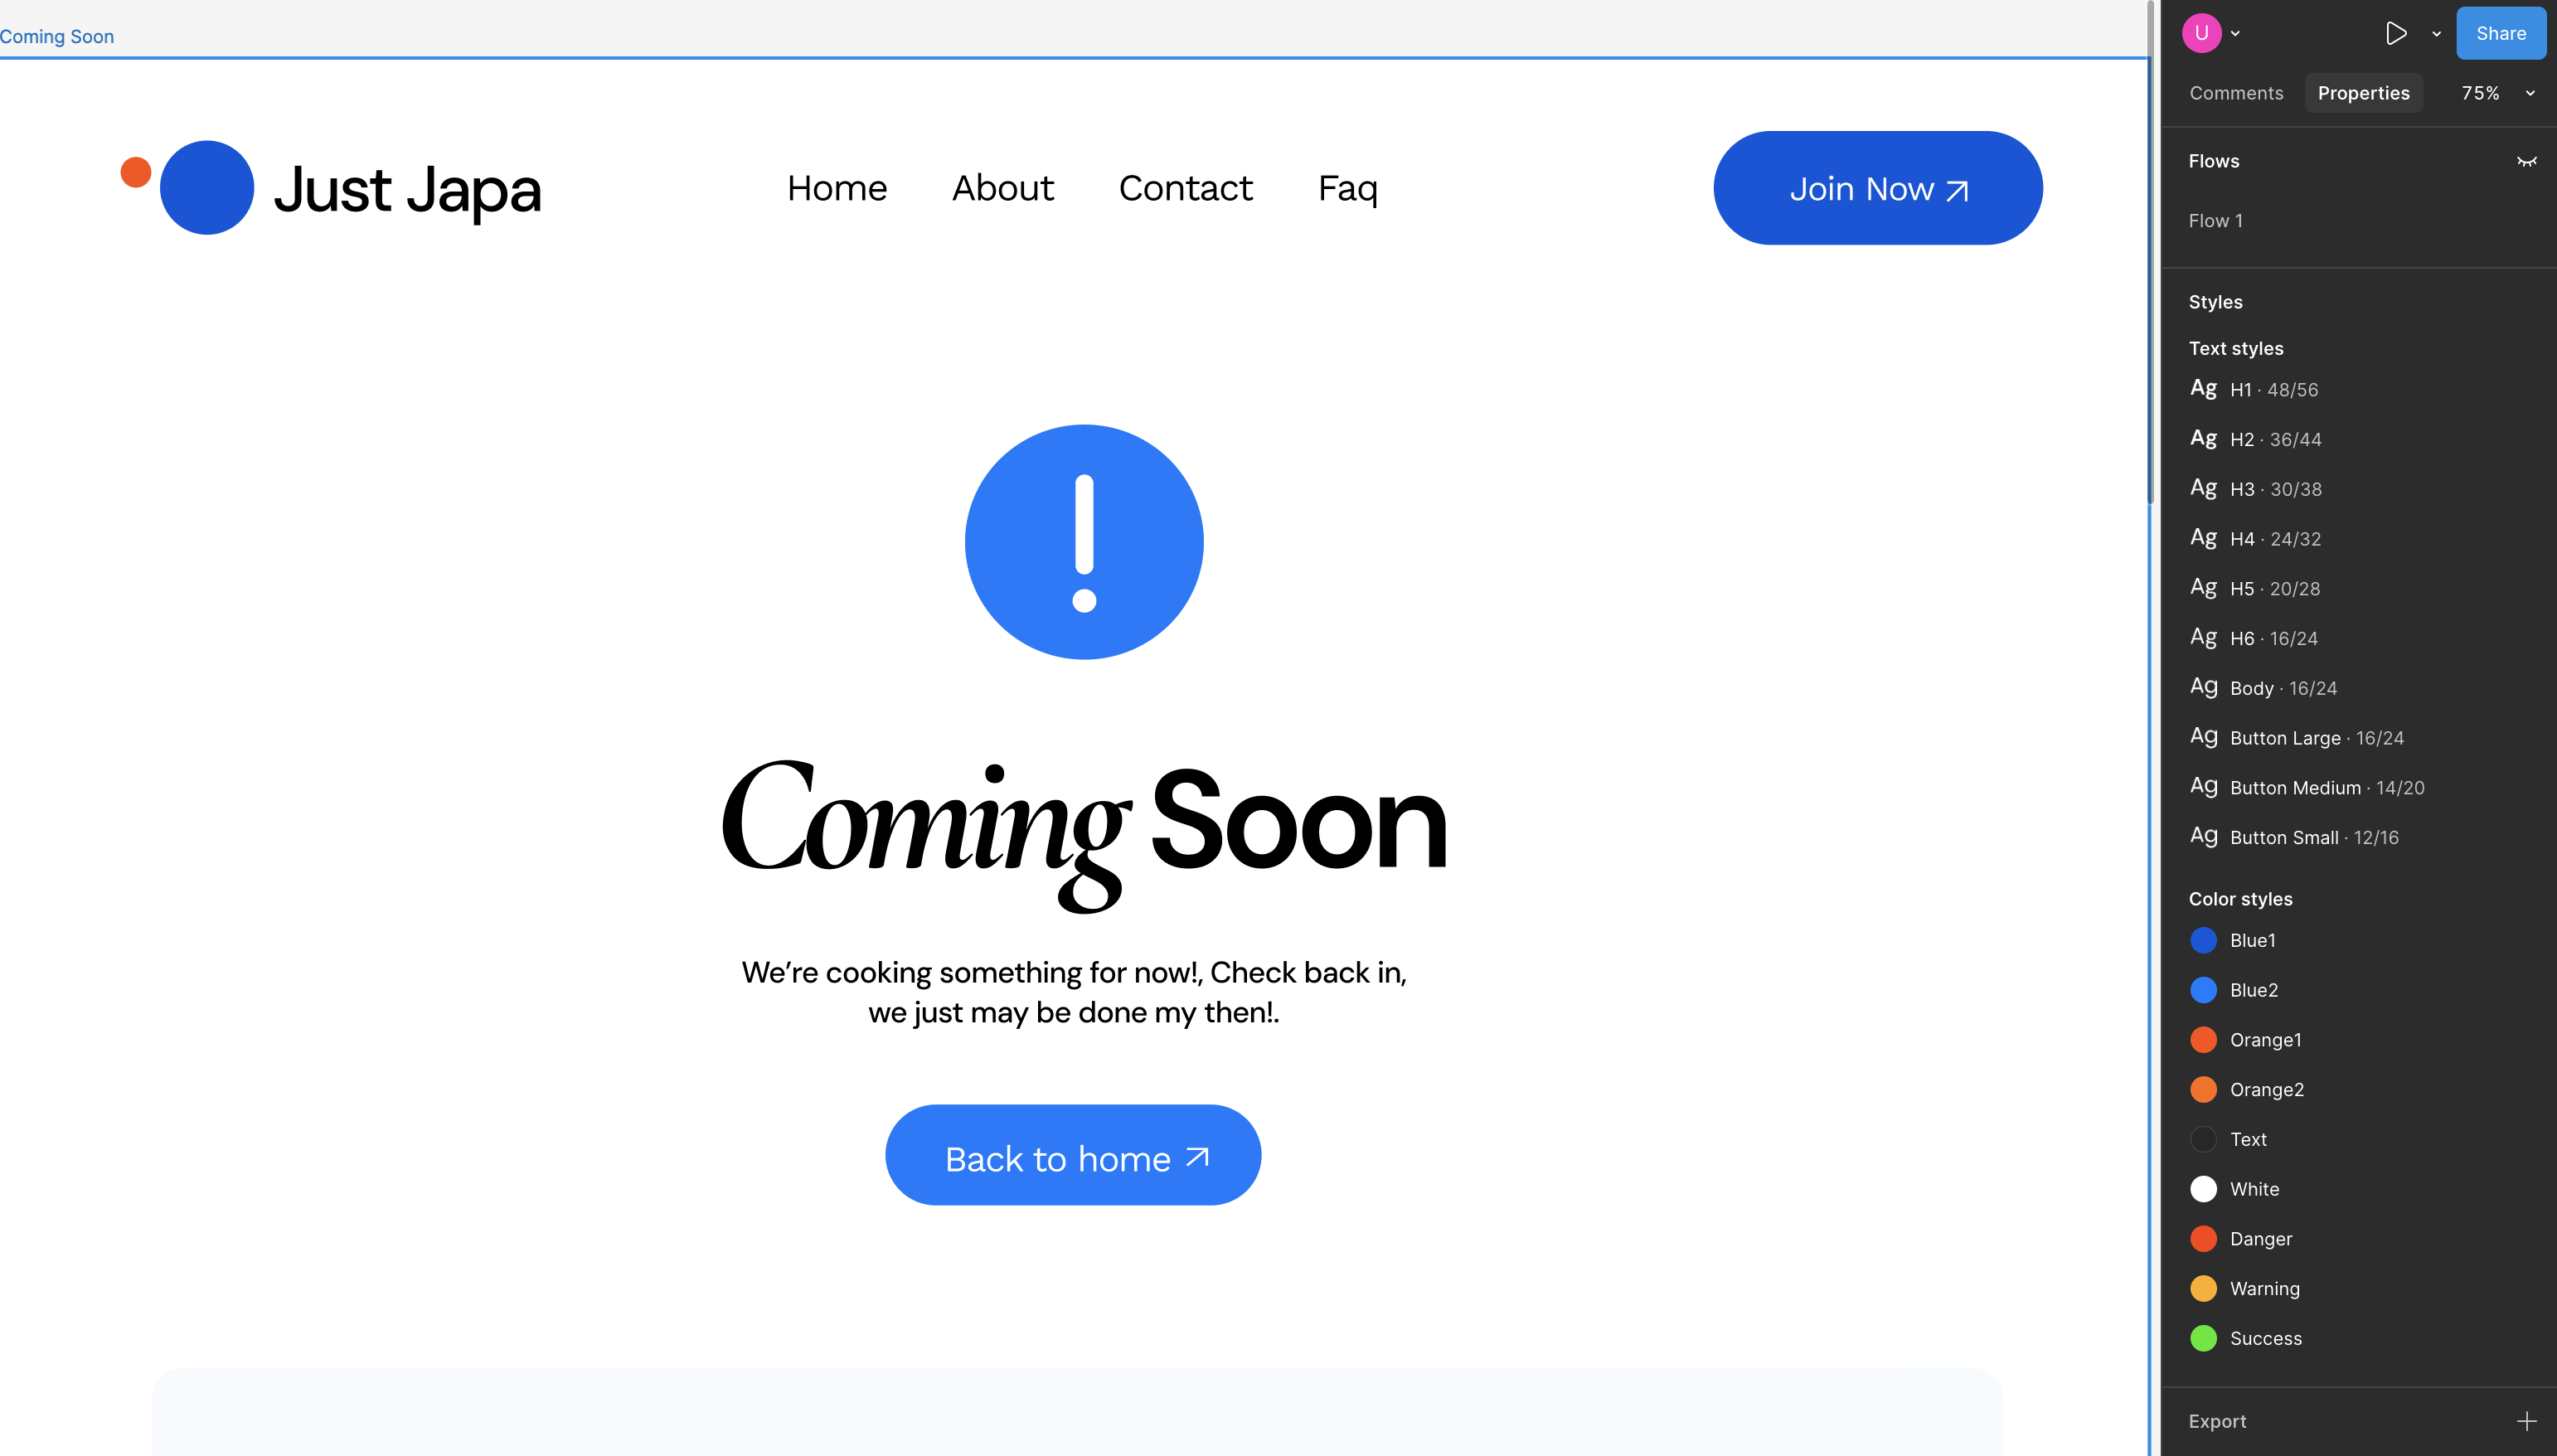 Coming Soon
Just Japa
Home About Contact Faq
Join Now
Coming Soon
We’re cooking something for now!, Check back in,
we just may be done my then!.
Back to home
U
Share
Comments Properties 75%
Flows
Flow 1
Styles
Text styles
Ag H1 · 48/56
Ag H2 · 36/44
Ag H3 · 30/38
Ag H4 · 24/32
Ag H5 · 20/28
Ag H6 · 16/24
Ag Body · 16/24
Ag Button Large · 16/24
Ag Button Medium · 14/20
Ag Button Small · 12/16
Color styles
Blue1
Blue2
Orange1
Orange2
Text
White
Danger
Warning
Success
Export